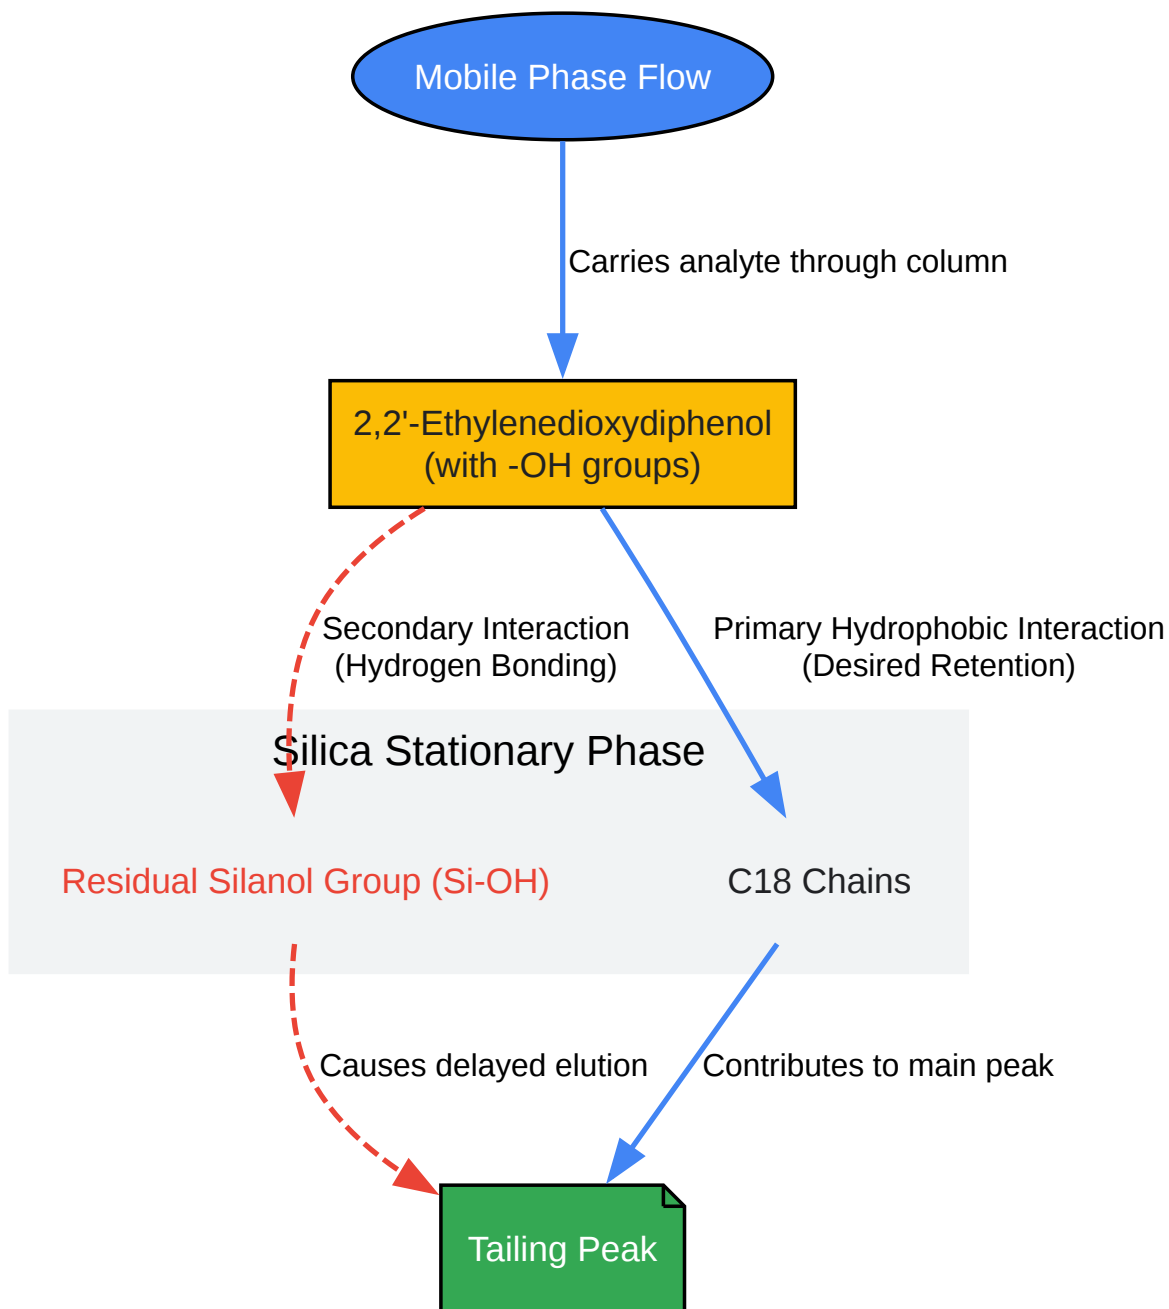 Mobile Phase Flow
Carries analyte through column
2,2'-Ethylenedioxydiphenol
(with -OH groups)
Secondary Interaction
(Hydrogen Bonding)
Primary Hydrophobic Interaction
(Desired Retention)
Silica Stationary Phase
Residual Silanol Group (Si-OH)
C18 Chains
Causes delayed elution
Contributes to main peak
Tailing Peak